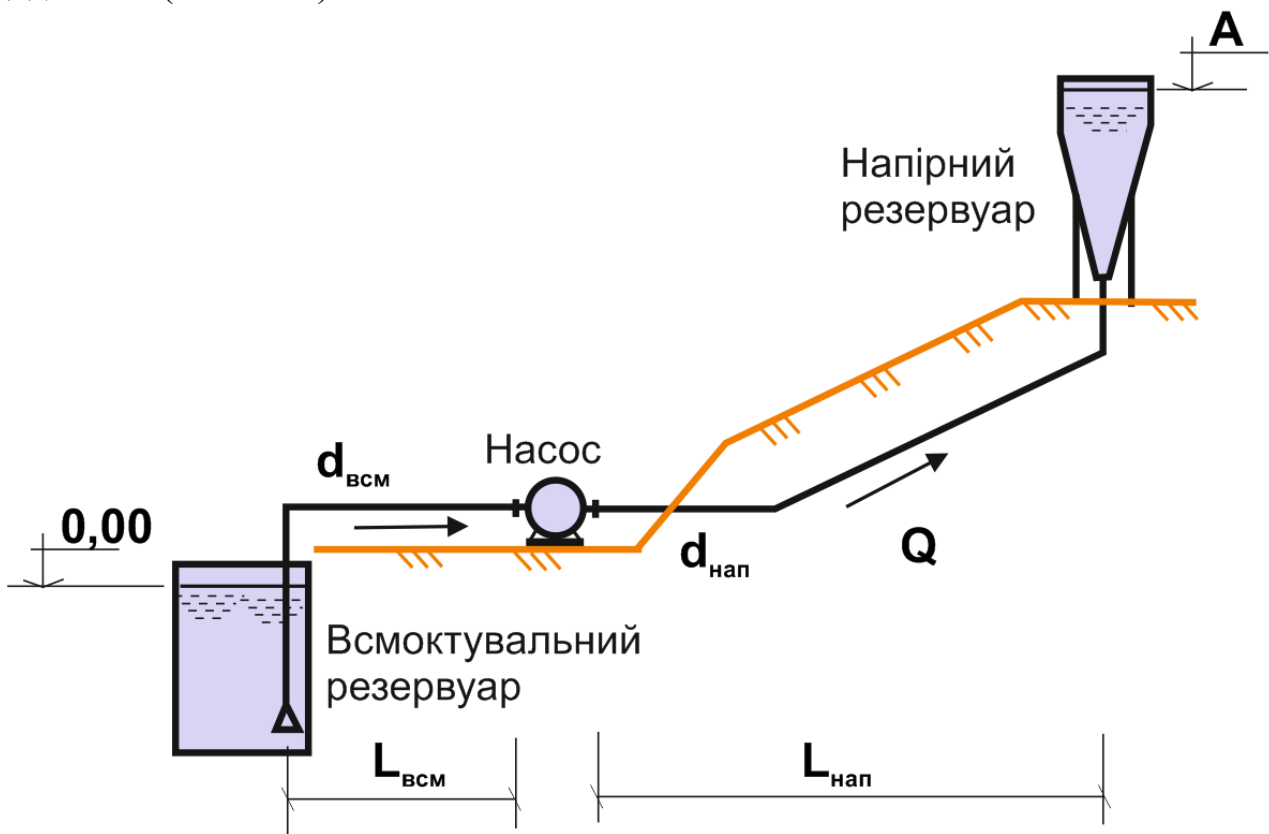 A
Напірний
резервуар
Насос
dвсм
0,00
dнап
Q
Всмоктувальний
резервуар
Lвсм
Lнап